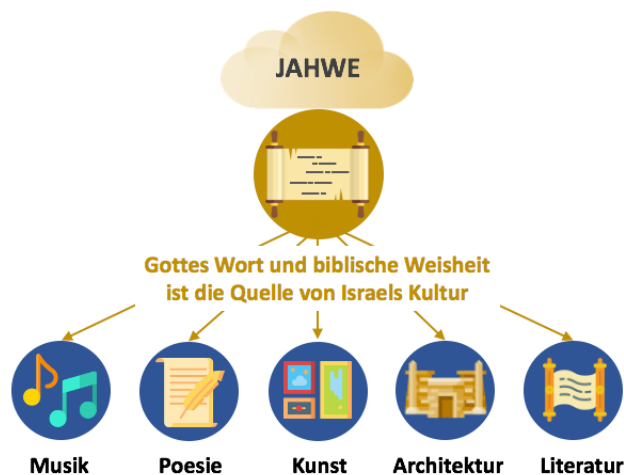 JAHWE
Gottes Wort und biblische Weisheit
ist die Quelle von Israels Kultur
Musik
Poesie
Kunst
Architektur
Literatur